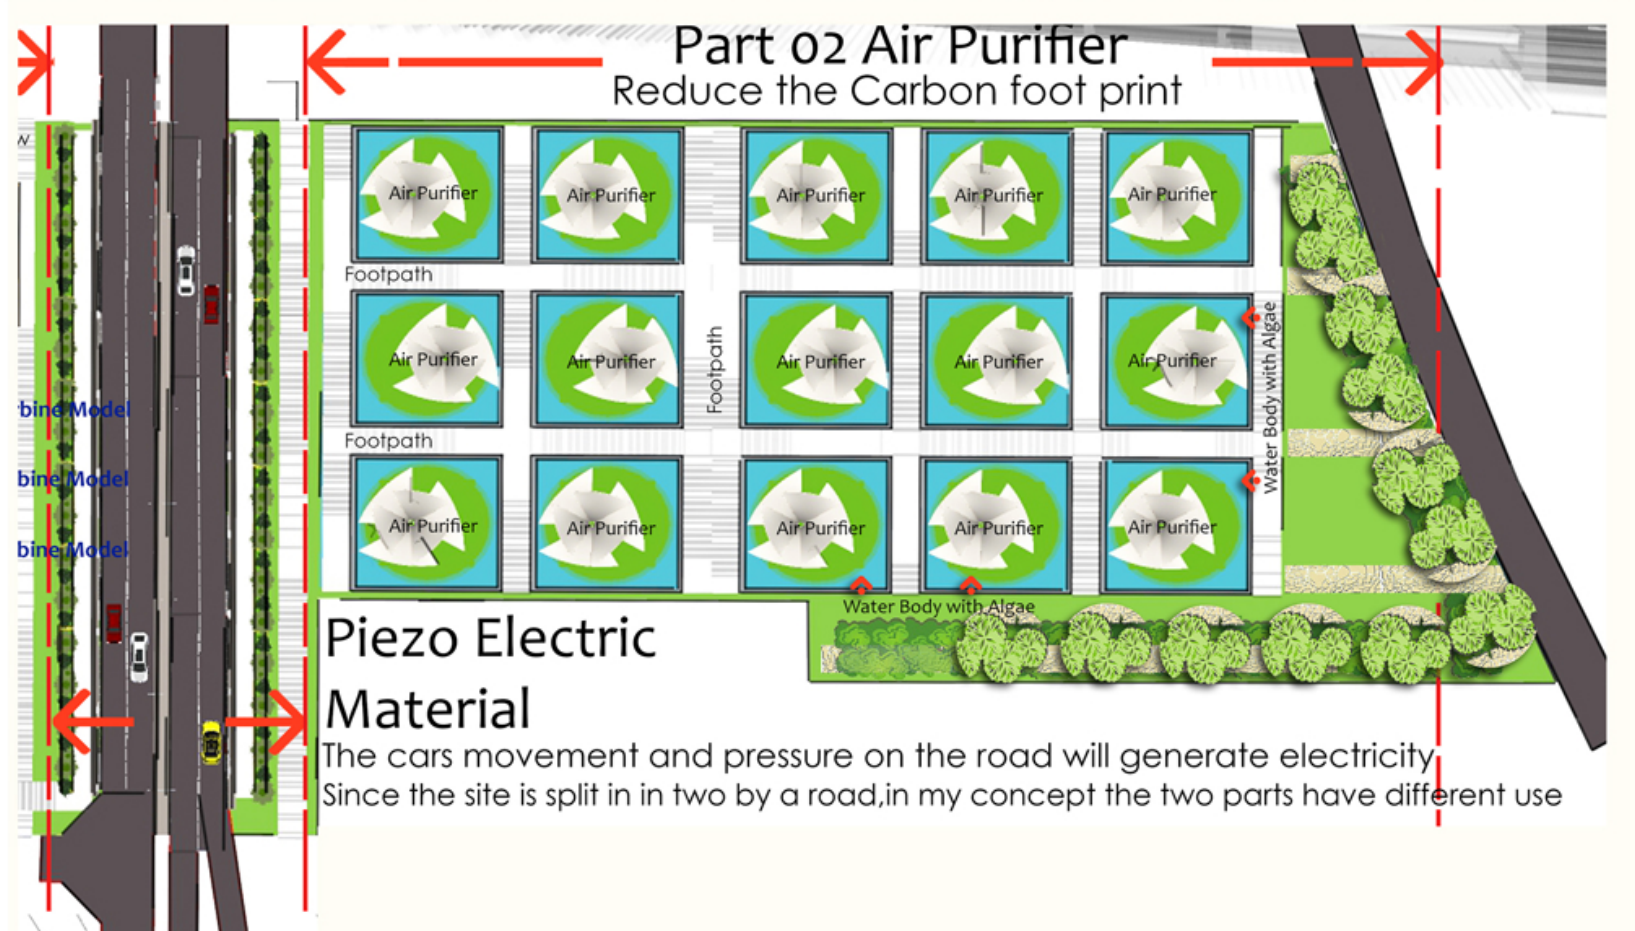 Part 02 Air Purifier
Reduce the Carbon foot print
Air Purifier
Air Purifier
Air Purifier
Air Purifier
Air Purifier
Footpath
Air Purifier
Air Purifier
Footpath
Air Purifier
Air Purifier
Air Purifier
Water Body with Algae
bine Model
Footpath
bine Model
Air Purifier
Air Purifier
Air Purifier
Air Purifier
Air Purifier
bine Model
Water Body with Algae
Piezo Electric
Material
The cars movement and pressure on the road will generate electricity
Since the site is split in in two by a road,in my concept the two parts have different use